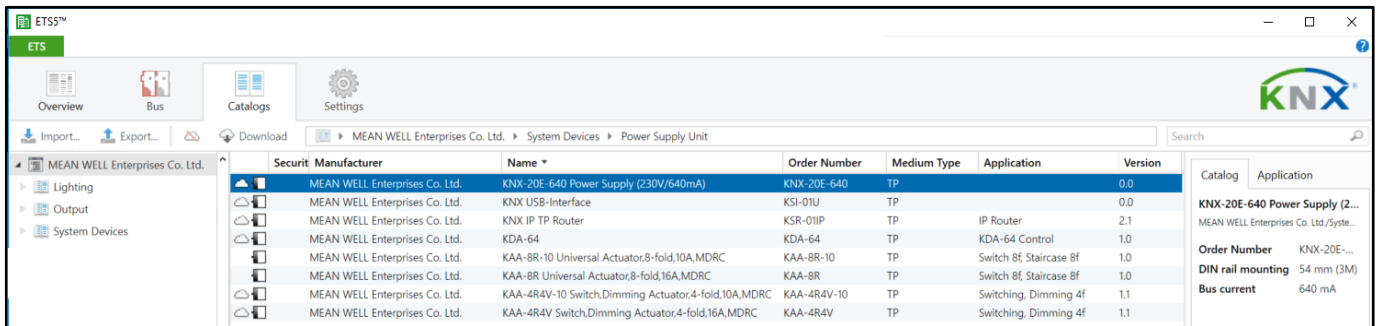 ETS5™
ETS
Overview Bus Catalogs Settings
KNX
Import... Export... Download MEAN WELL Enterprises Co. Ltd. System Devices Power Supply Unit Search
MEAN WELL Enterprises Co. Ltd.
Lighting
Output
System Devices
Securit Manufacturer Name Order Number Medium Type Application Version
MEAN WELL Enterprises Co. Ltd. KNX-20E-640 Power Supply (230V/640mA) KNX-20E-640 TP 0.0
MEAN WELL Enterprises Co. Ltd. KNX USB-Interface KSI-01U TP 0.0
MEAN WELL Enterprises Co. Ltd. KNX IP TP Router KSR-01IP TP IP Router 2.1
MEAN WELL Enterprises Co. Ltd. KDA-64 KDA-64 TP KDA-64 Control 1.0
MEAN WELL Enterprises Co. Ltd. KAA-8R-10 Universal Actuator,8-fold,10A,MDRC KAA-8R-10 TP Switch 8f, Staircase 8f 1.0
MEAN WELL Enterprises Co. Ltd. KAA-8R Universal Actuator,8-fold,16A,MDRC KAA-8R TP Switch 8f, Staircase 8f 1.0
MEAN WELL Enterprises Co. Ltd. KAA-4R4V-10 Switch,Dimming Actuator,4-fold,10A,MDRC KAA-4R4V-10 TP Switching, Dimming 4f 1.1
MEAN WELL Enterprises Co. Ltd. KAA-4R4V Switch,Dimming Actuator,4-fold,16A,MDRC KAA-4R4V TP Switching, Dimming 4f 1.1
Catalog Application
KNX-20E-640 Power Supply (2...
MEAN WELL Enterprises Co. Ltd./Syste...
Order Number KNX-20E-...
DIN rail mounting 54 mm (3M)
Bus current 640 mA